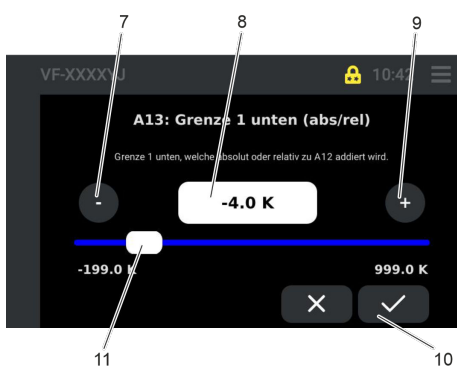 7 8 9
VF-XXXXYJ 10:42
A13: Grenze 1 unten (abs/rel)
Grenze 1 unten, welche absolut oder relativ zu A12 addiert wird.
- -4.0 K +
-199.0 K 999.0 K
11 10